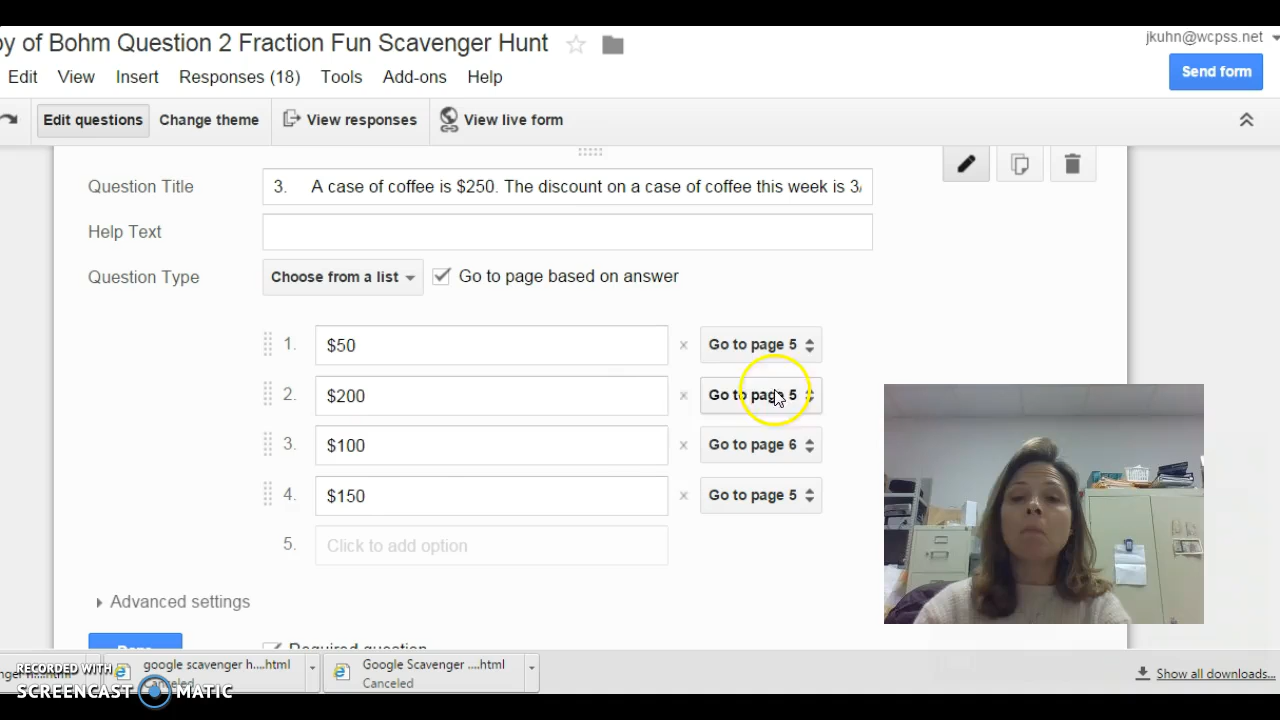 py of Bohm Question 2 Fraction Fun Scavenger Hunt
jkuhn@wcpss.net
Edit View Insert Responses (18) Tools Add-ons Help
Send form
Edit questions Change theme View responses View live form
Question Title 3. A case of coffee is $250. The discount on a case of coffee this week is 3/
Help Text
Question Type Choose from a list Go to page based on answer
1. $50 × Go to page 5
2. $200 × Go to page 5
3. $100 × Go to page 6
4. $150 × Go to page 5
5. Click to add option
Advanced settings
Done Required question
google scavenger h....html
Canceled
Google Scavenger ....html
Canceled
Show all downloads...
RECORDED WITH
SCREENCAST MATIC